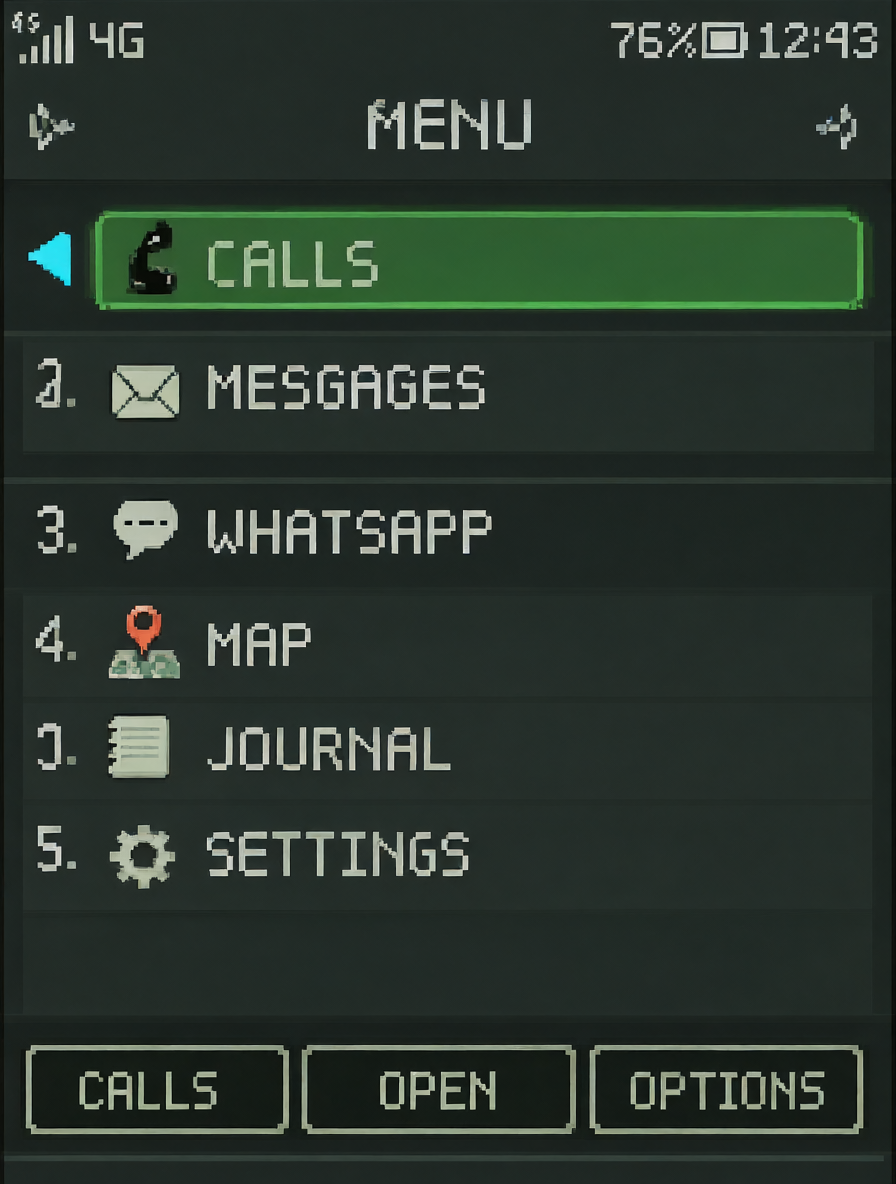 4G 76% 12:43
MENU
CALLS
2. MESGAGES
3. WHATSAPP
4. MAP
JOURNAL
5. SETTINGS
CALLS OPEN OPTIONS